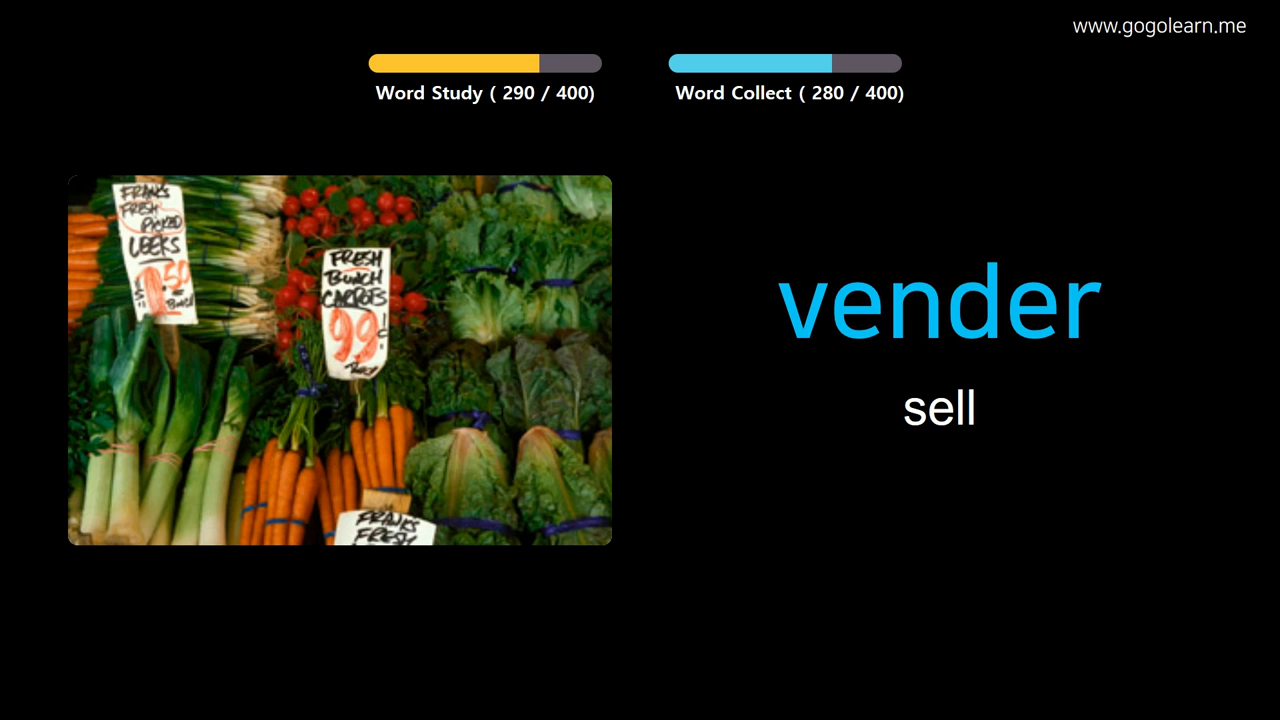 www.gogolearn.me
Word Study ( 290 / 400)
Word Collect ( 280 / 400)
FRANK'S
FRESH
PICKED
LEEKS
50
FRESH
BUNCH
CARROTS
99
FRANK'S
FRESH
vender
sell